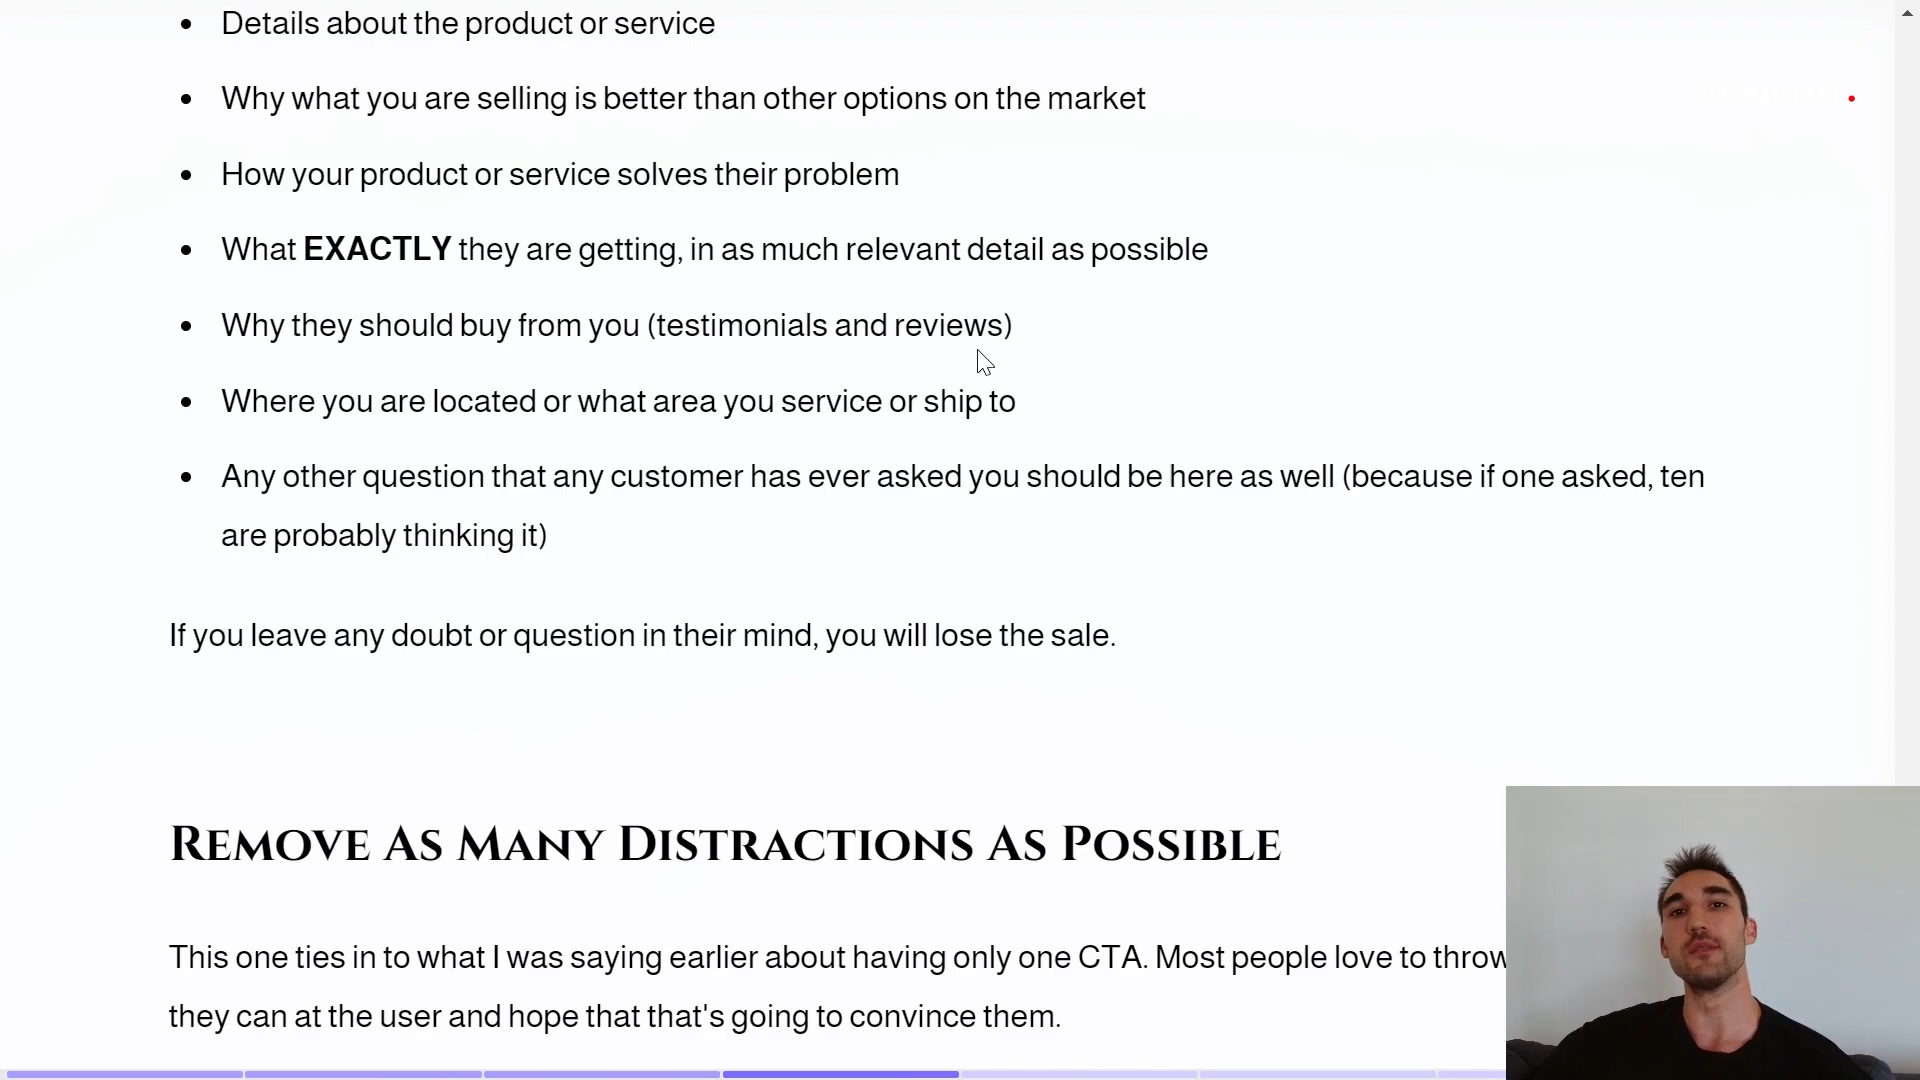 Details about the product or service
Why what you are selling is better than other options on the market
How your product or service solves their problem
What EXACTLY they are getting, in as much relevant detail as possible
Why they should buy from you (testimonials and reviews)
Where you are located or what area you service or ship to
Any other question that any customer has ever asked you should be here as well (because if one asked, ten
are probably thinking it)
If you leave any doubt or question in their mind, you will lose the sale.
Remove As Many Distractions As Possible
This one ties in to what I was saying earlier about having only one CTA. Most people love to throw
they can at the user and hope that that's going to convince them.